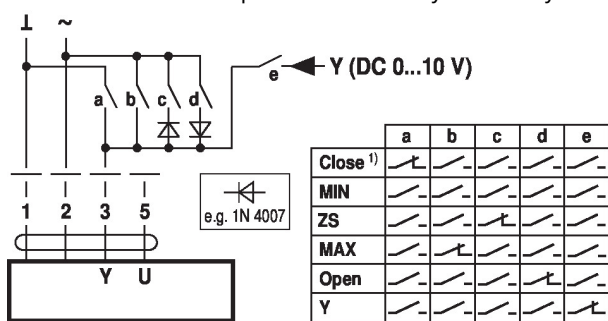 ⊥ ~
a b c d e
Y (DC 0...10 V)
1 2 3 5
Y U
e.g. 1N 4007
a b c d e
Close 1)
MIN
ZS
MAX
Open
Y